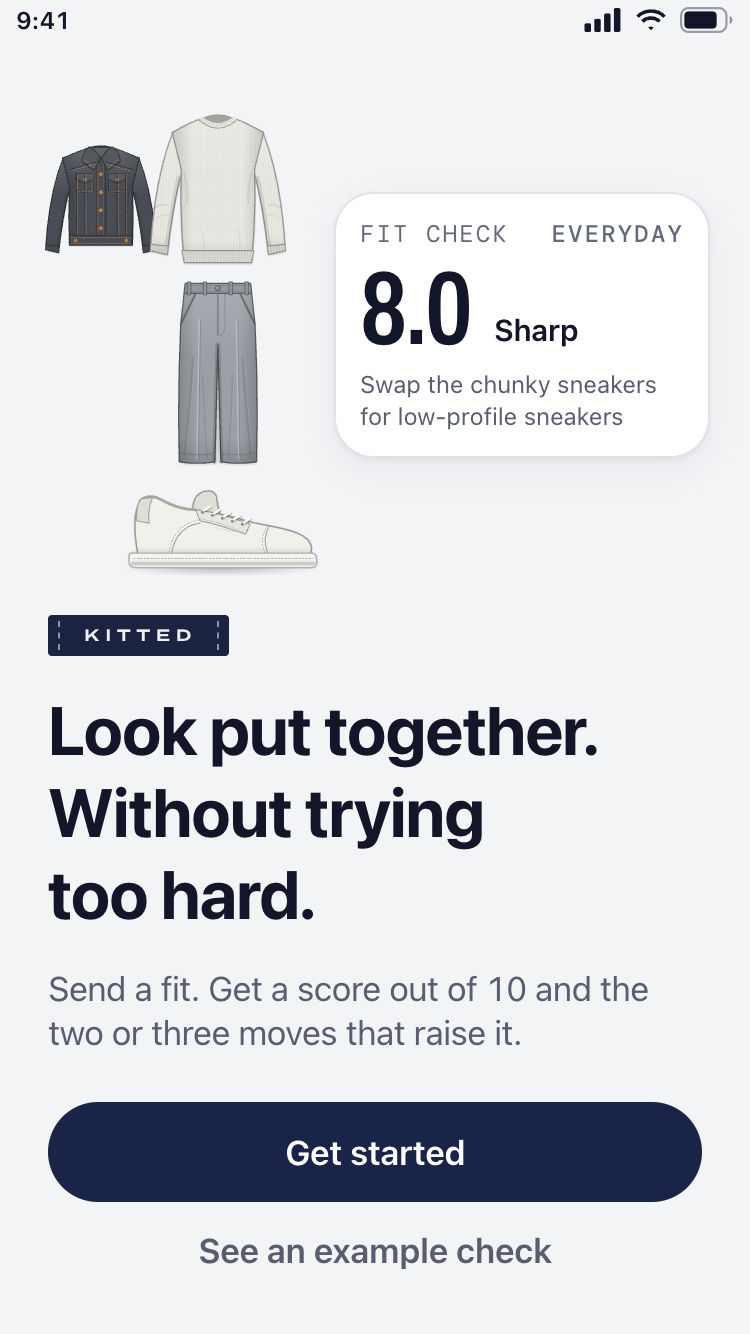 9:41
FIT CHECK EVERYDAY
8.0 Sharp
Swap the chunky sneakers
for low-profile sneakers
KITTED
Look put together.
Without trying
too hard.
Send a fit. Get a score out of 10 and the
two or three moves that raise it.
Get started
See an example check